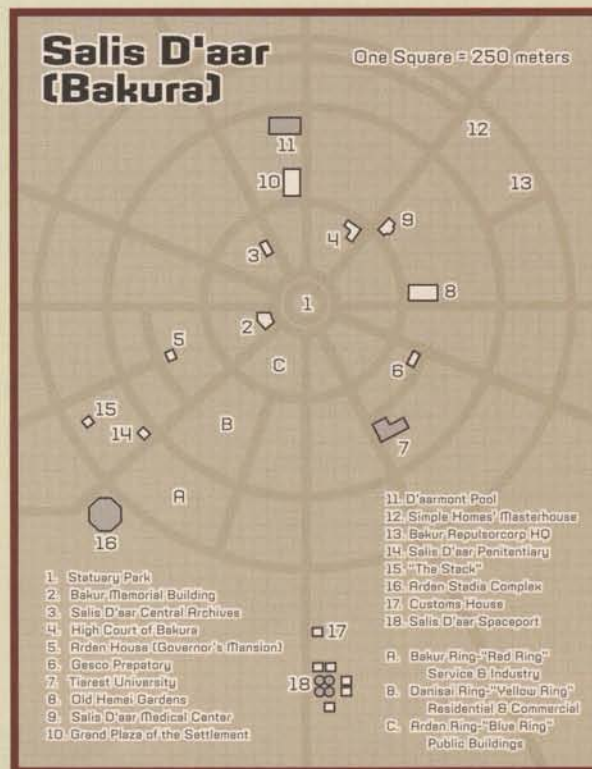 Salis D'aar
(Bakura)
One Square = 250 meters
12
11
13
10
9
4
3
8
1
2
5
C
6
15
B
14
7
A
16
1. Statuary Park
2. Bakur Memorial Building
3. Salis D'aar Central Archives
4. High Court of Bakura
5. Arden House (Governor's Mansion)
6. Gesco Prepatory
7. Tiarest University
8. Old Hemei Gardens
9. Salis D'aar Medical Center
10. Grand Plaza of the Settlement
17
18
11. D'aarmont Pool
12. Simple Homes' Masterhouse
13. Bakur Repulsorcorp HQ
14. Salis D'aar Penitentiary
15. "The Stack"
16. Arden Stadia Complex
17. Customs House
18. Salis D'aar Spaceport
A. Bakur Ring-"Red Ring"
Service & Industry
B. Danisai Ring-"Yellow Ring"
Residential & Commercial
C. Arden Ring-"Blue Ring"
Public Buildings